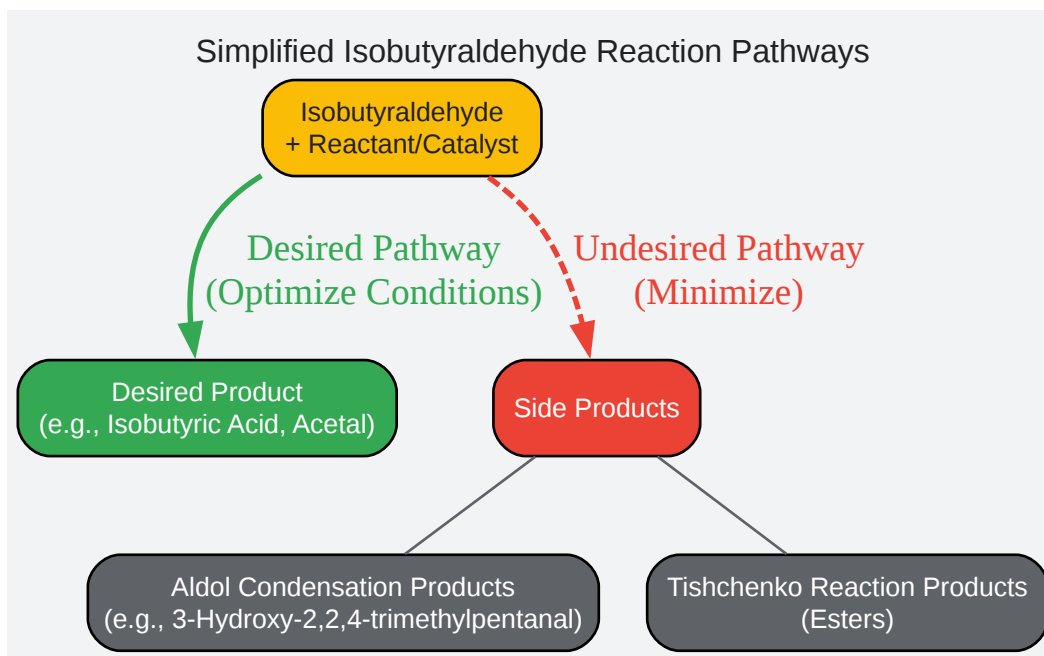 Simplified Isobutyraldehyde Reaction Pathways
Isobutyraldehyde
+ Reactant/Catalyst
Desired Pathway
(Optimize Conditions)
Undesired Pathway
(Minimize)
Desired Product
(e.g., Isobutyric Acid, Acetal)
Side Products
Aldol Condensation Products
(e.g., 3-Hydroxy-2,2,4-trimethylpentanal)
Tishchenko Reaction Products
(Esters)